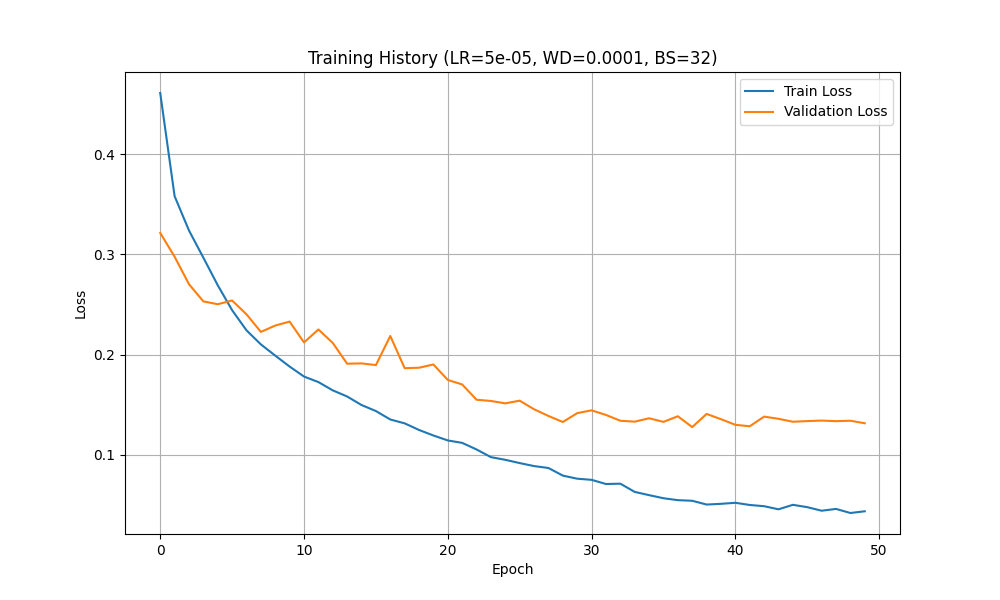 Training History (LR=5e-05, WD=0.0001, BS=32)
Train Loss
Validation Loss
0.4
0.3
0.2
0.1
Loss
0 10 20 30 40 50
Epoch